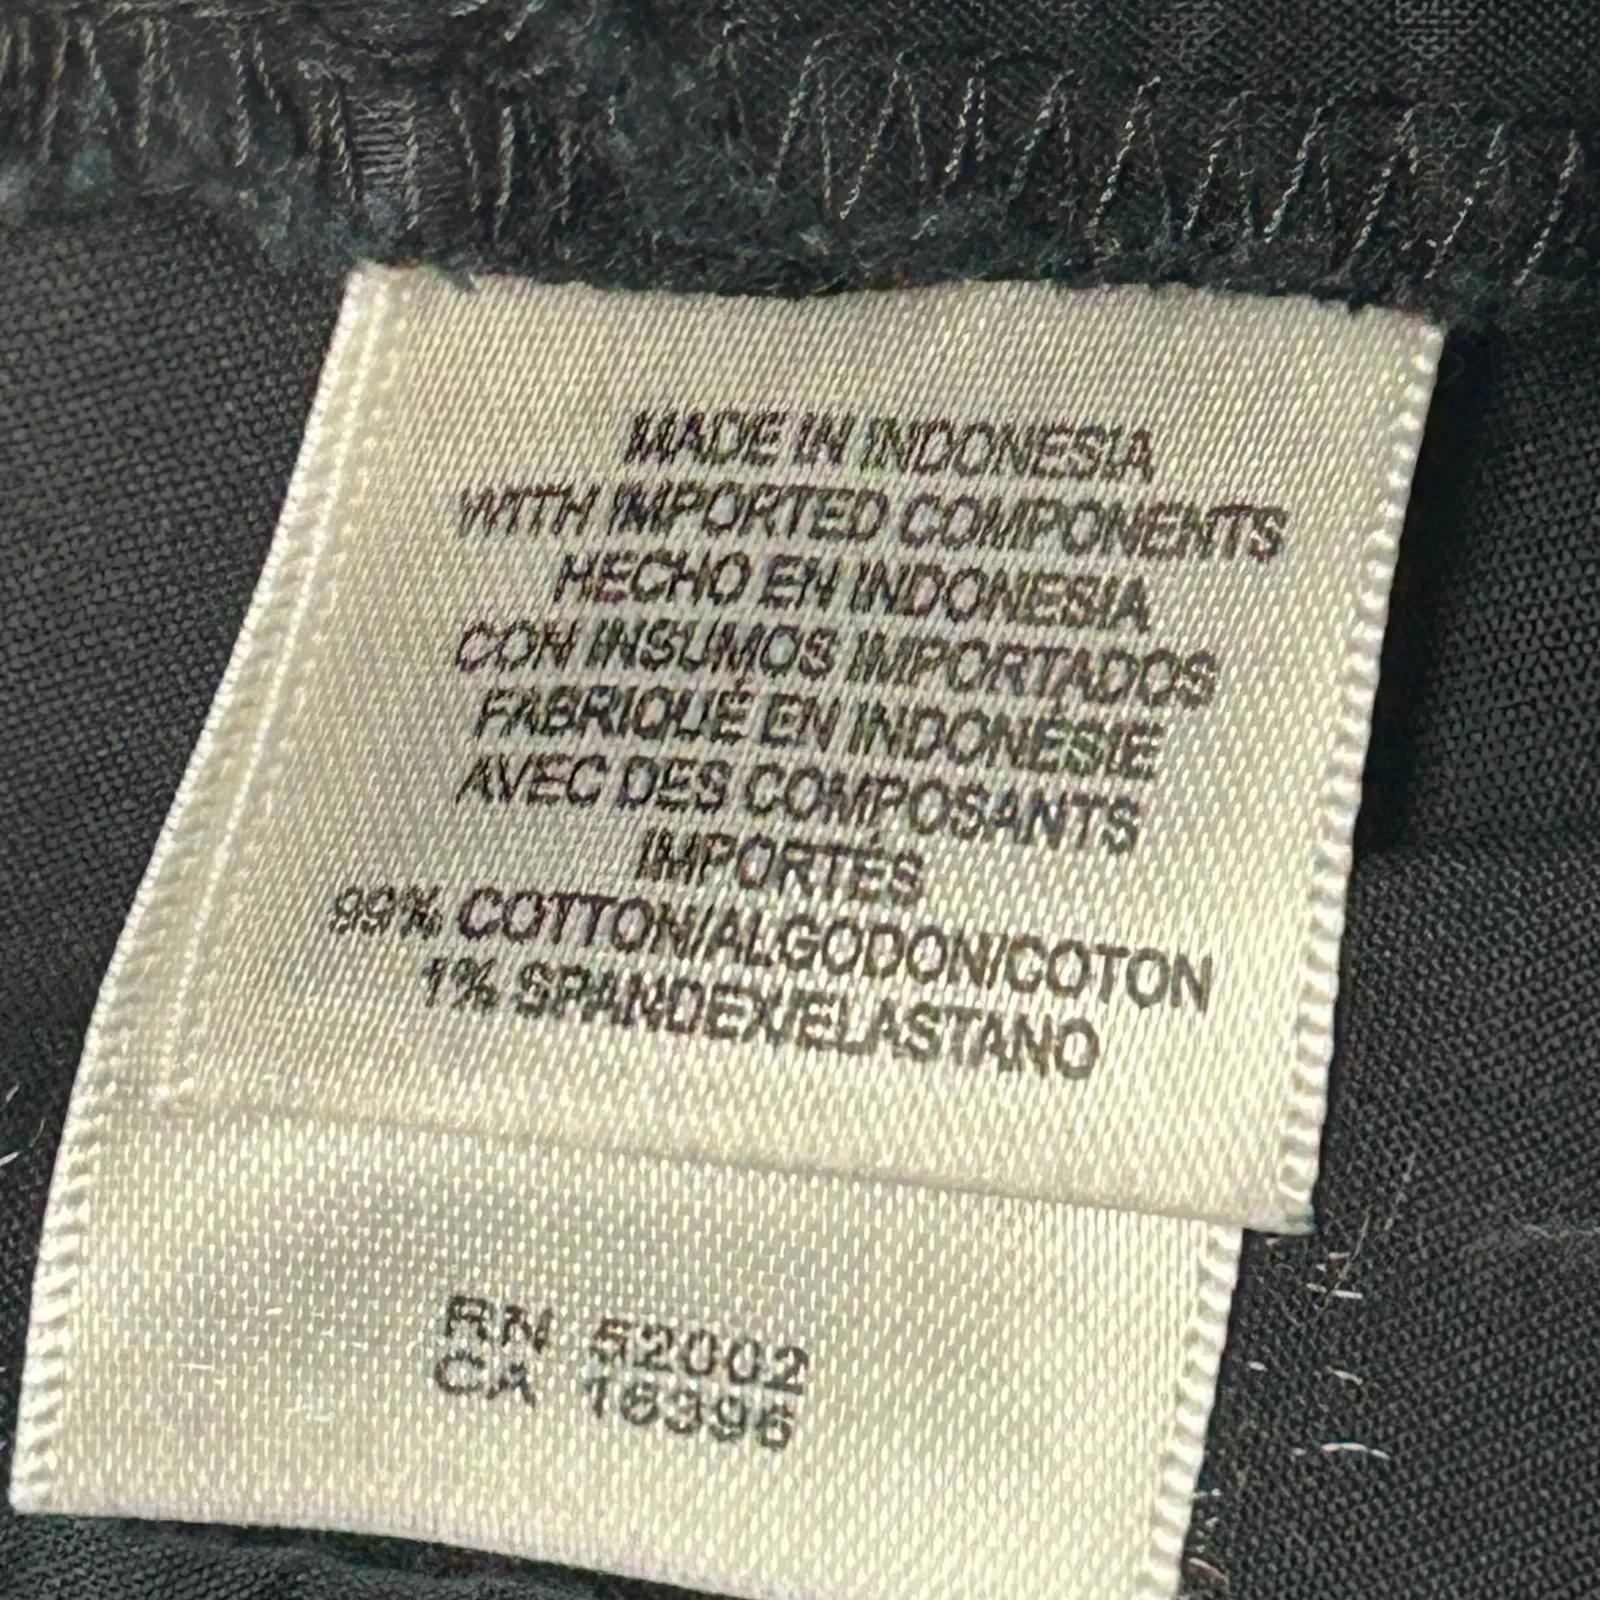 MADE IN INDONESIA
WITH IMPORTED COMPONENTS
HECHO EN INDONESIA
CON INSUMOS IMPORTADOS
FABRIQUÉ EN INDONÉSIE
AVEC DES COMPOSANTS
IMPORTÉS
99% COTTON/ALGODON/COTON
1% SPANDEX/ELASTANO
RN 52002
CA 16396